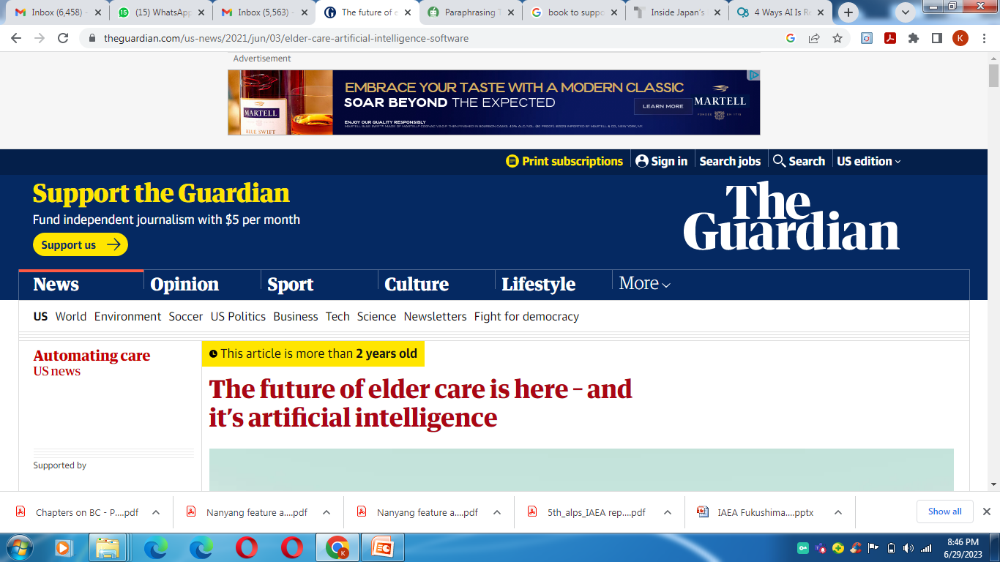 Inbox (6,458) -
(15) WhatsApp
Inbox (5,563) -
The future of e
Paraphrasing T
book to suppo
Inside Japan's
4 Ways AI Is Re
theguardian.com/us-news/2021/jun/03/elder-care-artificial-intelligence-software
K
Advertisement
MARTELL
BLUE SWIFT
EMBRACE YOUR TASTE WITH A MODERN CLASSIC
SOAR BEYOND THE EXPECTED
ENJOY OUR QUALITY RESPONSIBLY
LEARN MORE
MARTELL
Print subscriptions
Sign in
Search jobs
Search
US edition
Support the Guardian
Fund independent journalism with $5 per month
Support us
The
Guardian
News
Opinion
Sport
Culture
Lifestyle
More
US World Environment Soccer US Politics Business Tech Science Newsletters Fight for democracy
Automating care
US news
This article is more than 2 years old
The future of elder care is here – and
it's artificial intelligence
Supported by
Chapters on BC - P....pdf
Nanyang feature a....pdf
Nanyang feature a....pdf
5th_alps_IAEA rep....pdf
IAEA Fukushima....pptx
Show all
8:46 PM
6/29/2023